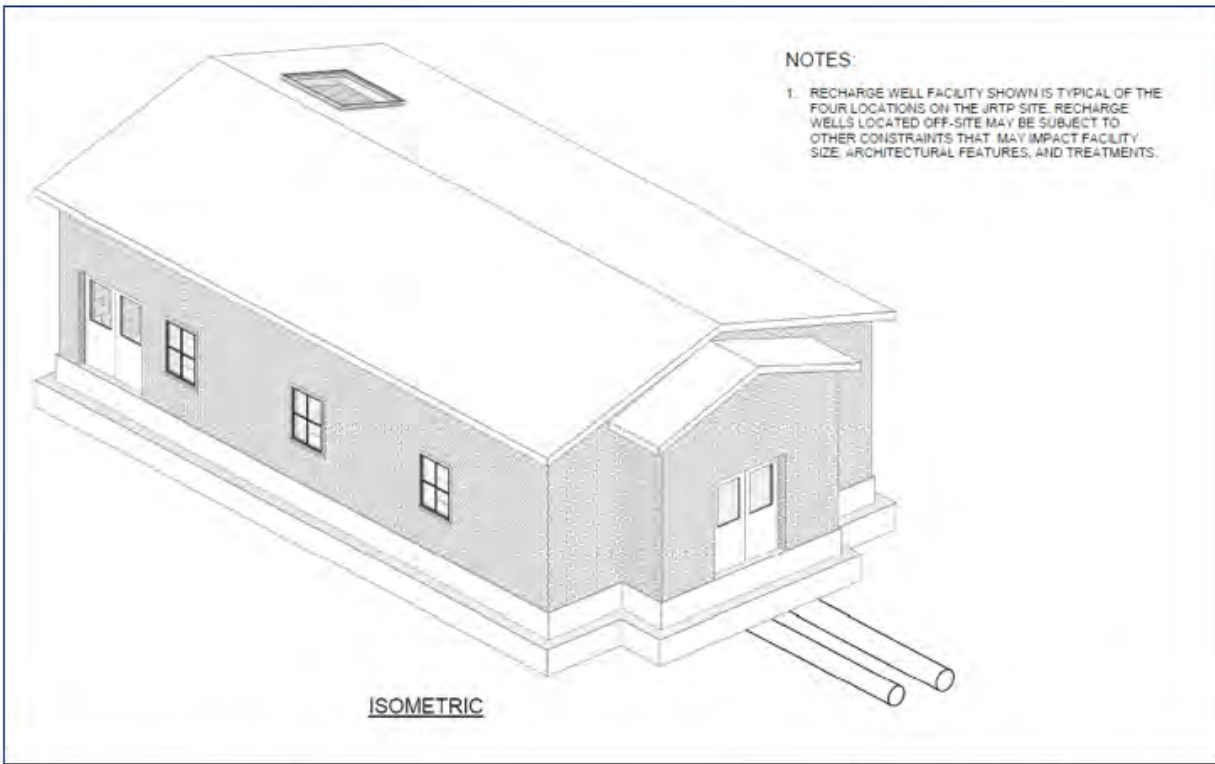 NOTES:
1. RECHARGE WELL FACILITY SHOWN IS TYPICAL OF THE
FOUR LOCATIONS ON THE JRTP SITE. RECHARGE
WELLS LOCATED OFF-SITE MAY BE SUBJECT TO
OTHER CONSTRAINTS THAT MAY IMPACT FACILITY
SIZE, ARCHITECTURAL FEATURES, AND TREATMENTS.
ISOMETRIC